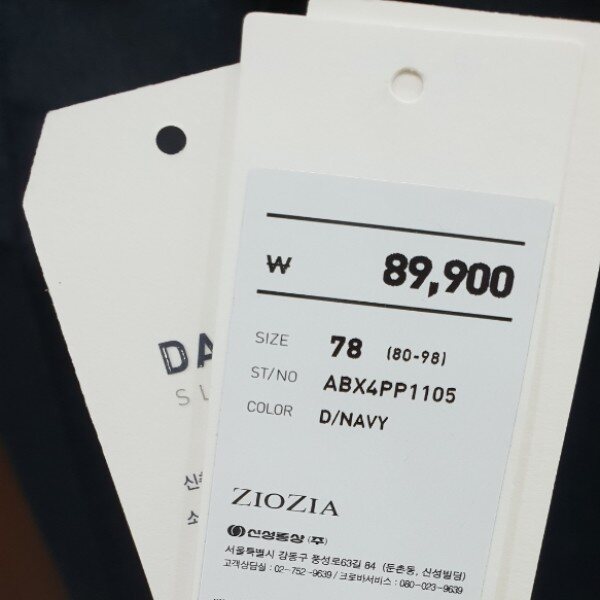 ₩ 89,900
SIZE 78 (80-98)
ST/NO ABX4PP1105
COLOR D/NAVY
ZIOZIA
신성통상 (주)
서울특별시 강동구 풍성로63길 84 (둔촌동, 신성빌딩)
고객상담실 : 02-752-9639 / 크로바서비스 : 080-023-9639
DA
SL